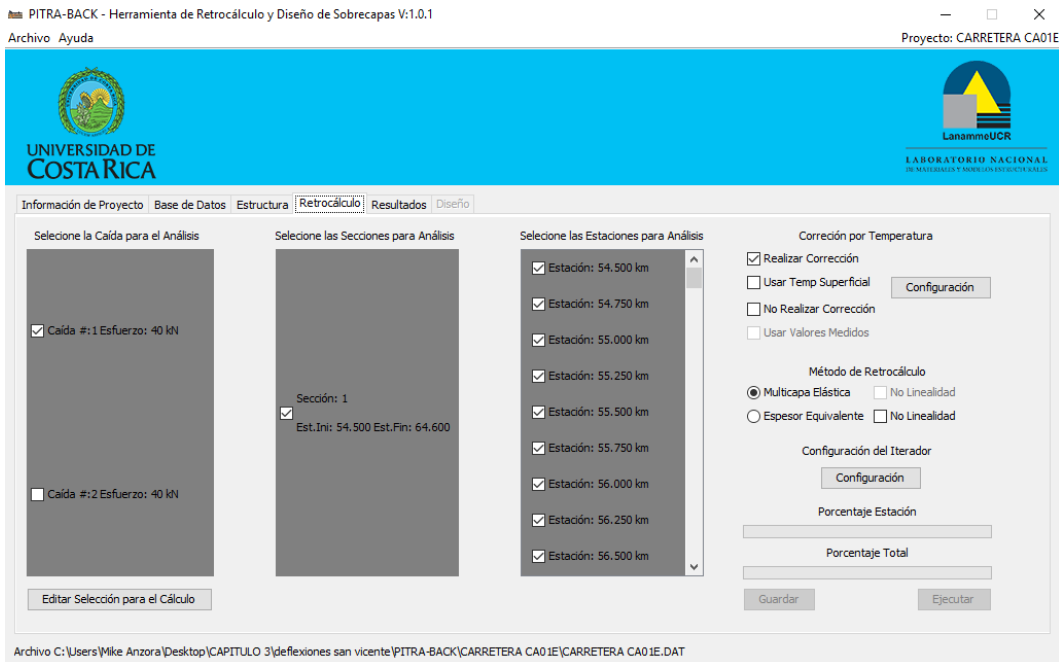 PITRA-BACK - Herramienta de Retrocálculo y Diseño de Sobrecapas V:1.0.1
Archivo Ayuda
Proyecto: CARRETERA CA01E
UNIVERSIDAD DE
COSTA RICA
LanammeUCR
LABORATORIO NACIONAL
DE MATERIALES Y MODELOS ESTRUCTURALES
Información de Proyecto Base de Datos Estructura Retrocálculo Resultados Diseño
Selecione la Caída para el Análisis
Caída #:1 Esfuerzo: 40 kN
Caída #:2 Esfuerzo: 40 kN
Editar Selección para el Cálculo
Selecione las Secciones para Análisis
Sección: 1
Est.Ini: 54.500 Est.Fin: 64.600
Selecione las Estaciones para Análisis
Estación: 54.500 km
Estación: 54.750 km
Estación: 55.000 km
Estación: 55.250 km
Estación: 55.500 km
Estación: 55.750 km
Estación: 56.000 km
Estación: 56.250 km
Estación: 56.500 km
Correción por Temperatura
Realizar Corrección
Usar Temp Superficial
Configuración
No Realizar Corrección
Usar Valores Medidos
Método de Retrocálculo
Multicapa Elástica No Linealidad
Espesor Equivalente No Linealidad
Configuración del Iterador
Configuración
Porcentaje Estación
Porcentaje Total
Guardar Ejecutar
Archivo C:\Users\Mike Anzora\Desktop\CAPITULO 3\deflexiones san vicente\PITRA-BACK\CARRETERA CA01E\CARRETERA CA01E.DAT